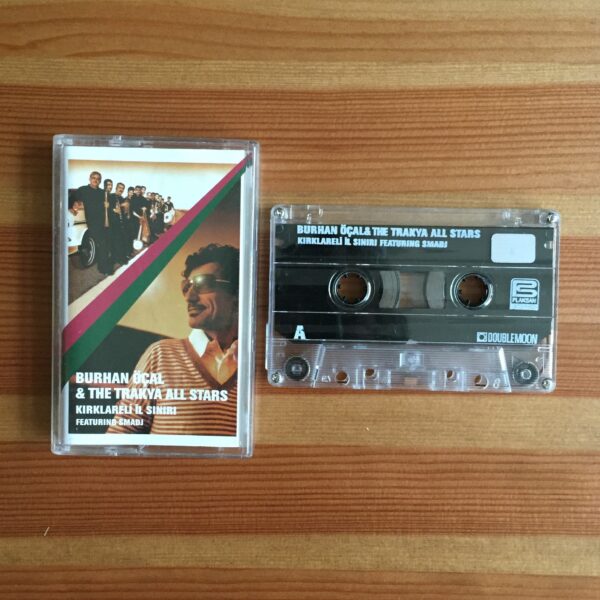 BURHAN ÖÇAL
& THE TRAKYA ALL STARS
KIRKLARELİ İL SINIRI
FEATURING SMADJ
BURHAN ÖÇAL& THE TRAKYA ALL STARS
KIRKLARELİ İL SINIRI FEATURING SMADJ
PLAKSAN
A
DOUBLEMOON